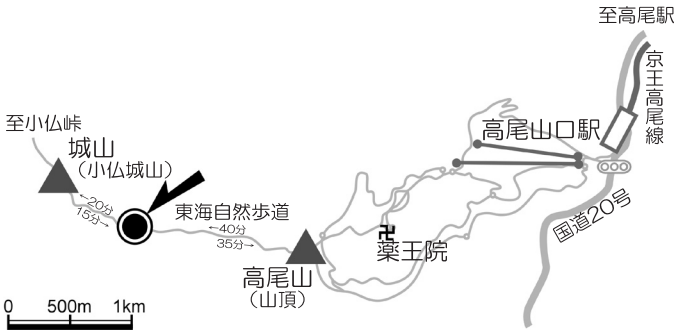 至高尾駅
京王高尾線
高尾山口駅
至小仏峠
城山
(小仏城山)
←20分
15分→
東海自然歩道
←40分
35分→
卍
薬王院
国道20号
高尾山
(山頂)
0 500m 1km